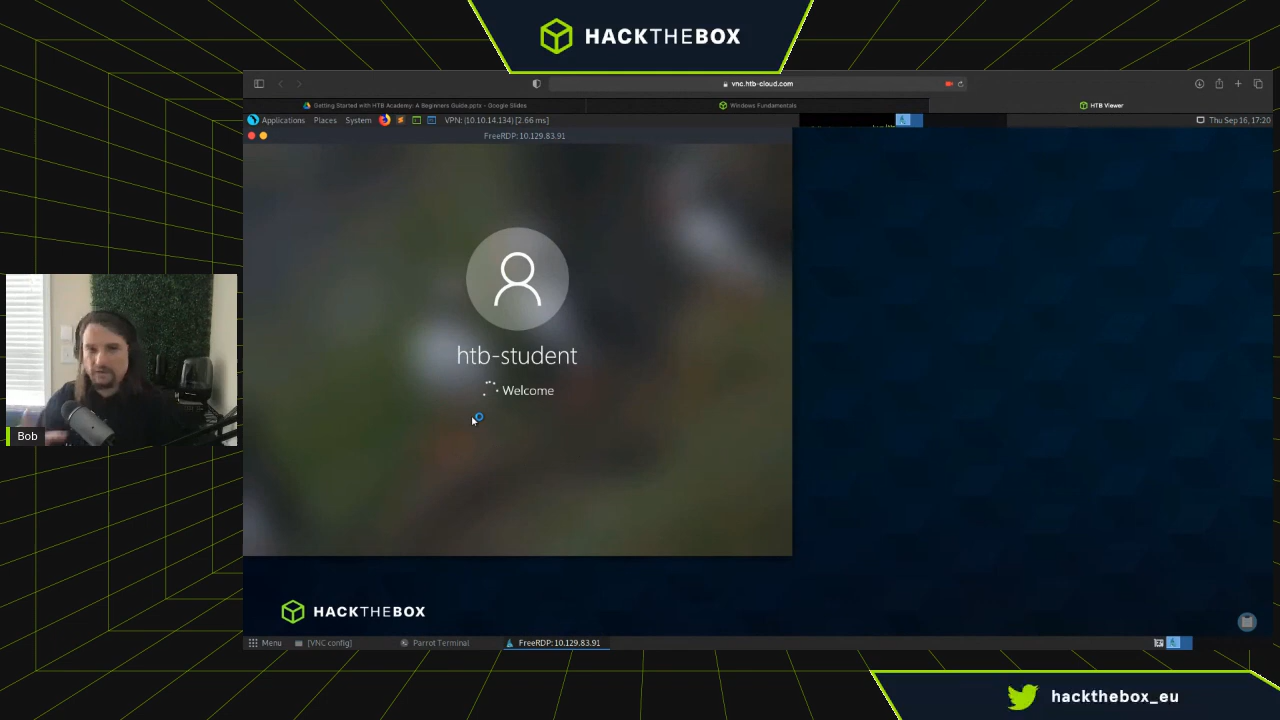 HACKTHEBOX
vnc.htb-cloud.com
Getting Started with HTB Academy: A Beginners Guide.pptx - Google Slides
Windows Fundamentals
HTB Viewer
Applications Places System VPN: (10.10.14.134) [2.66 ms]
Thu Sep 16, 17:20
FreeRDP: 10.129.83.91
htb-student
Welcome
Bob
HACKTHEBOX
Menu [VNC config] Parrot Terminal FreeRDP: 10.129.83.91
hackthebox_eu